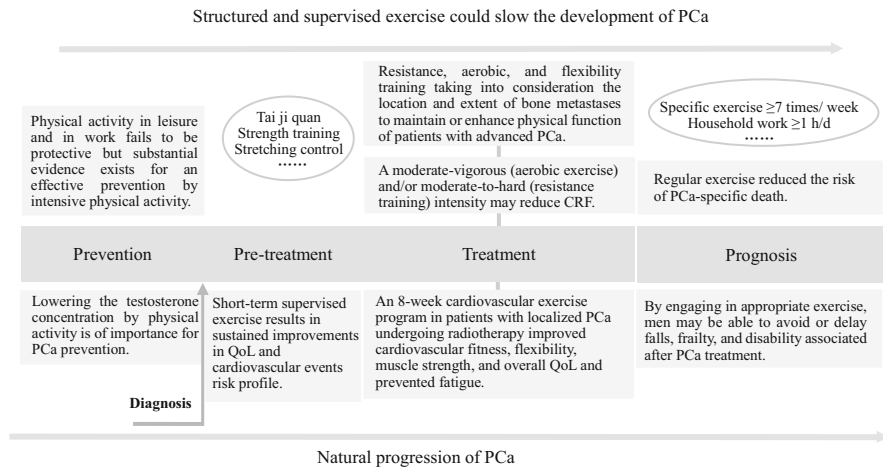 Structured and supervised exercise could slow the development of PCa
Physical activity in leisure
and in work fails to be
protective but substantial
evidence exists for an
effective prevention by
intensive physical activity.
Tai ji quan
Strength training
Stretching control
......
Resistance, aerobic, and flexibility
training taking into consideration the
location and extent of bone metastases
to maintain or enhance physical function
of patients with advanced PCa.
A moderate-vigorous (aerobic exercise)
and/or moderate-to-hard (resistance
training) intensity may reduce CRF.
Specific exercise ≥7 times/ week
Household work ≥1 h/d
......
Regular exercise reduced the risk
of PCa-specific death.
Prevention
Pre-treatment
Treatment
Prognosis
Lowering the testosterone
concentration by physical
activity is of importance for
PCa prevention.
Short-term supervised
exercise results in
sustained improvements
in QoL and
cardiovascular events
risk profile.
An 8-week cardiovascular exercise
program in patients with localized PCa
undergoing radiotherapy improved
cardiovascular fitness, flexibility,
muscle strength, and overall QoL and
prevented fatigue.
By engaging in appropriate exercise,
men may be able to avoid or delay
falls, frailty, and disability associated
after PCa treatment.
Diagnosis
Natural progression of PCa